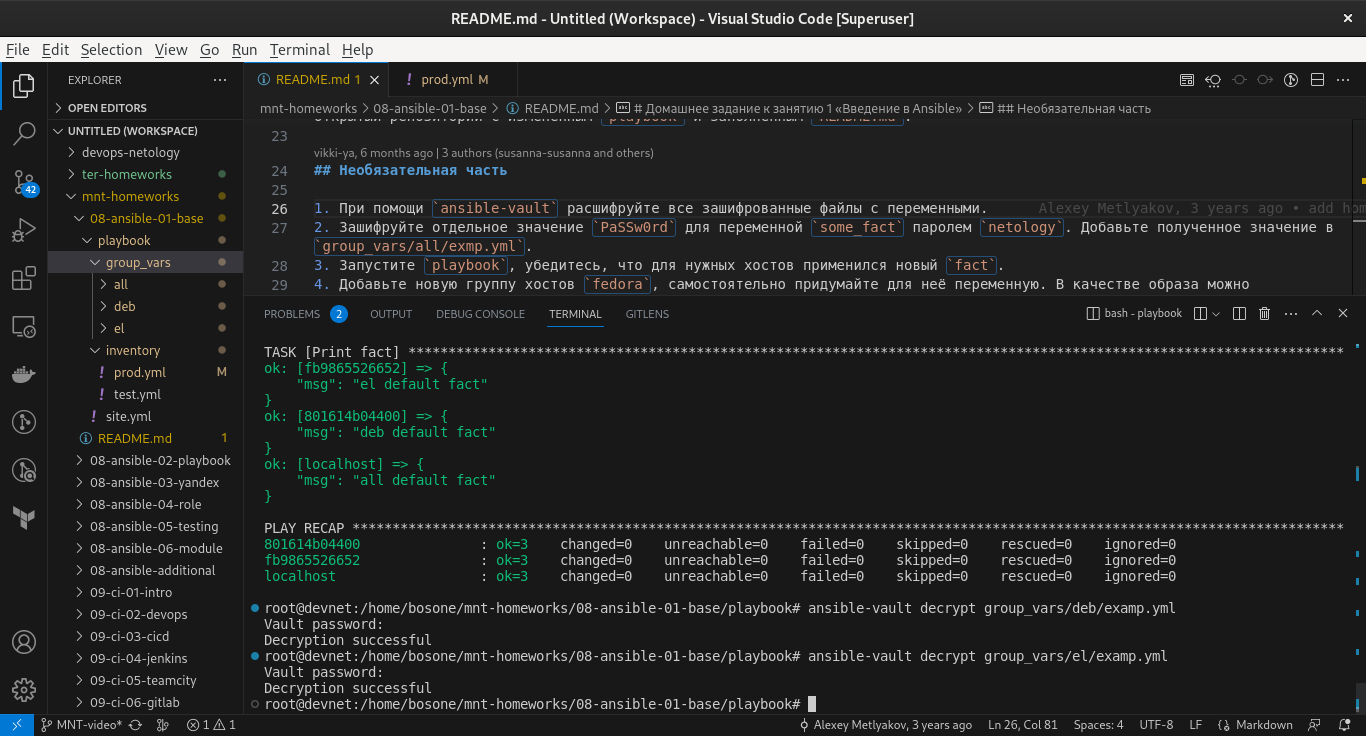 README.md - Untitled (Workspace) - Visual Studio Code [Superuser]
File Edit Selection View Go Run Terminal Help
EXPLORER
OPEN EDITORS
UNTITLED (WORKSPACE)
devops-netology
ter-homeworks
mnt-homeworks
08-ansible-01-base
playbook
group_vars
all
deb
el
inventory
prod.yml M
test.yml
site.yml
README.md 1
08-ansible-02-playbook
08-ansible-03-yandex
08-ansible-04-role
08-ansible-05-testing
08-ansible-06-module
08-ansible-additional
09-ci-01-intro
09-ci-02-devops
09-ci-03-cicd
09-ci-04-jenkins
09-ci-05-teamcity
09-ci-06-gitlab
42
README.md 1
prod.yml M
mnt-homeworks > 08-ansible-01-base > README.md > # Домашнее задание к занятию 1 «Введение в Ansible» > ## Необязательная часть
23
vikki-ya, 6 months ago | 3 authors (susanna-susanna and others)
24 ## Необязательная часть
25
26 1. При помощи `ansible-vault` расшифруйте все зашифрованные файлы с переменными. Alexey Metlyakov, 3 years ago • add hom
27 2. Зашифруйте отдельное значение `PaSSw0rd` для переменной `some_fact` паролем `netology`. Добавьте полученное значение в
`group_vars/all/exmp.yml`.
28 3. Запустите `playbook`, убедитесь, что для нужных хостов применился новый `fact`.
29 4. Добавьте новую группу хостов `fedora`, самостоятельно придумайте для неё переменную. В качестве образа можно
PROBLEMS 2 OUTPUT DEBUG CONSOLE TERMINAL GITLENS
bash - playbook
TASK [Print fact] *********************************************************************************************************************
ok: [fb9865526652] => {
"msg": "el default fact"
}
ok: [801614b04400] => {
"msg": "deb default fact"
}
ok: [localhost] => {
"msg": "all default fact"
}
PLAY RECAP ****************************************************************************************************************************
801614b04400 : ok=3 changed=0 unreachable=0 failed=0 skipped=0 rescued=0 ignored=0
fb9865526652 : ok=3 changed=0 unreachable=0 failed=0 skipped=0 rescued=0 ignored=0
localhost : ok=3 changed=0 unreachable=0 failed=0 skipped=0 rescued=0 ignored=0
root@devnet:/home/bosone/mnt-homeworks/08-ansible-01-base/playbook# ansible-vault decrypt group_vars/deb/examp.yml
Vault password:
Decryption successful
root@devnet:/home/bosone/mnt-homeworks/08-ansible-01-base/playbook# ansible-vault decrypt group_vars/el/examp.yml
Vault password:
Decryption successful
root@devnet:/home/bosone/mnt-homeworks/08-ansible-01-base/playbook#
MNT-video* 1 1 Alexey Metlyakov, 3 years ago Ln 26, Col 81 Spaces: 4 UTF-8 LF Markdown